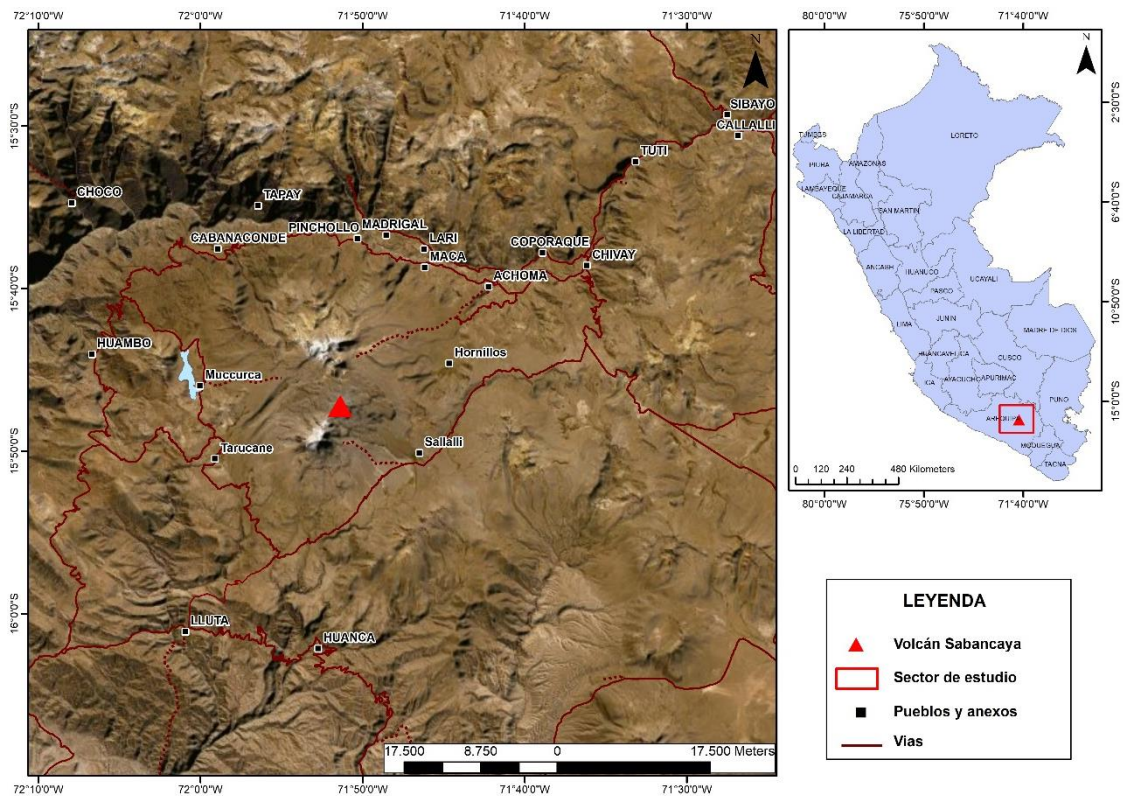 72°10'0"W
72°0'0"W
71°50'0"W
71°40'0"W
71°30'0"W
15°30'0"S
15°40'0"S
15°50'0"S
16°0'0"S
N
SIBAYO
CALLALLI
TUTI
CHOCO
TAPAY
PINCHOLLO
MADRIGAL
CABANACONDE
LARI
MACA
COPORAQUE
CHIVAY
ACHOMA
HUAMBO
Hornillos
Muccurca
Tarucane
Sallalli
LLUTA
HUANCA
17.500 8.750 0 17.500 Meters
72°10'0"W
72°0'0"W
71°50'0"W
71°40'0"W
71°30'0"W
80°0'0"W
75°50'0"W
71°40'0"W
N
2°30'0"S
6°40'0"S
10°50'0"S
15°0'0"S
TUMBES
LORETO
PIURA
AMAZONAS
LAMBAYEQUE
CAJAMARCA
SAN MARTIN
LA LIBERTAD
ANCASH
HUANUCO
UCAYALI
PASCO
LIMA
JUNIN
MADRE DE DIOS
HUANCAVELICA
CUSCO
ICA
AYACUCHO
APURIMAC
PUNO
AREQUIPA
MOQUEGUA
TACNA
0 120 240 480 Kilometers
80°0'0"W
75°50'0"W
71°40'0"W
LEYENDA
Volcán Sabancaya
Sector de estudio
Pueblos y anexos
Vias